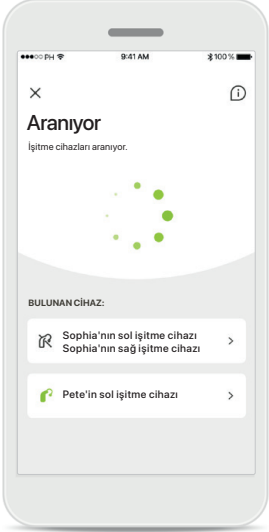 PH 9:41 AM 100%
Aranıyor
İşitme cihazları aranıyor.
BULUNAN CİHAZ:
Sophia'nın sol işitme cihazı
Sophia'nın sağ işitme cihazı
Pete'in sol işitme cihazı